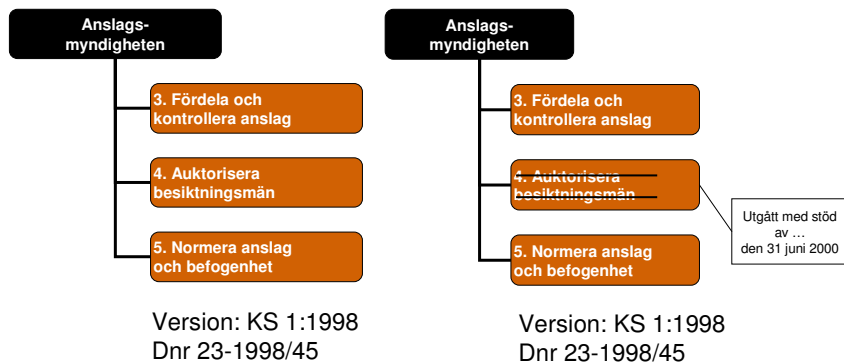 Anslags-
myndigheten
3. Fördela och
kontrollera anslag
4. Auktorisera
besiktningsmän
5. Normera anslag
och befogenhet
Version: KS 1:1998
Dnr 23-1998/45
Anslags-
myndigheten
3. Fördela och
kontrollera anslag
4. Auktorisera
besiktningsmän
5. Normera anslag
och befogenhet
Utgått med stöd
av ...
den 31 juni 2000
Version: KS 1:1998
Dnr 23-1998/45